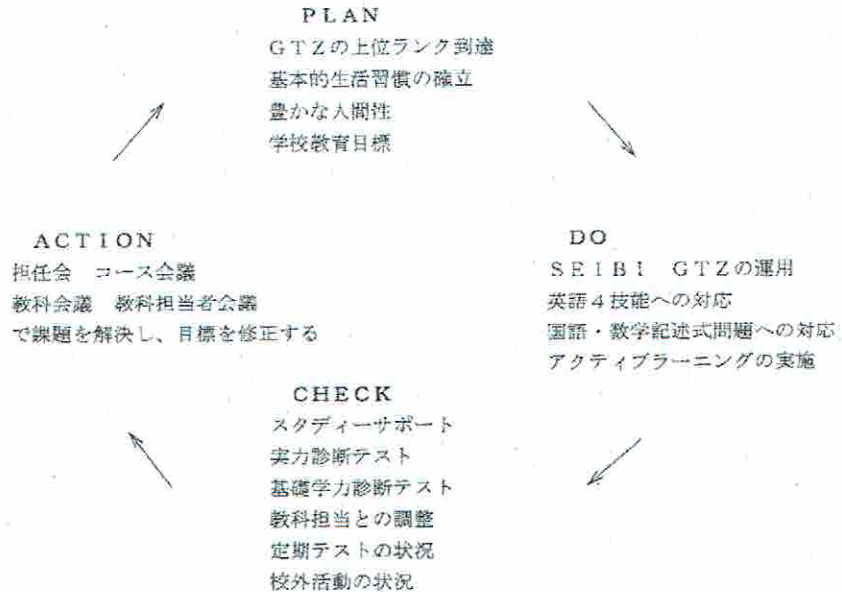 ＰＬＡＮ
ＧＴＺの上位ランク到達
基本的生活習慣の確立
豊かな人間性
学校教育目標
ＤＯ
ＳＥＩＢＩ　ＧＴＺの運用
英語４技能への対応
国語・数学記述式問題への対応
アクティブラーニングの実施
ＣＨＥＣＫ
スタディーサポート
実力診断テスト
基礎学力診断テスト
教科担当との調整
定期テストの状況
校外活動の状況
ＡＣＴＩＯＮ
担任会　コース会議
教科会議　教科担当者会議
で課題を解決し、目標を修正する